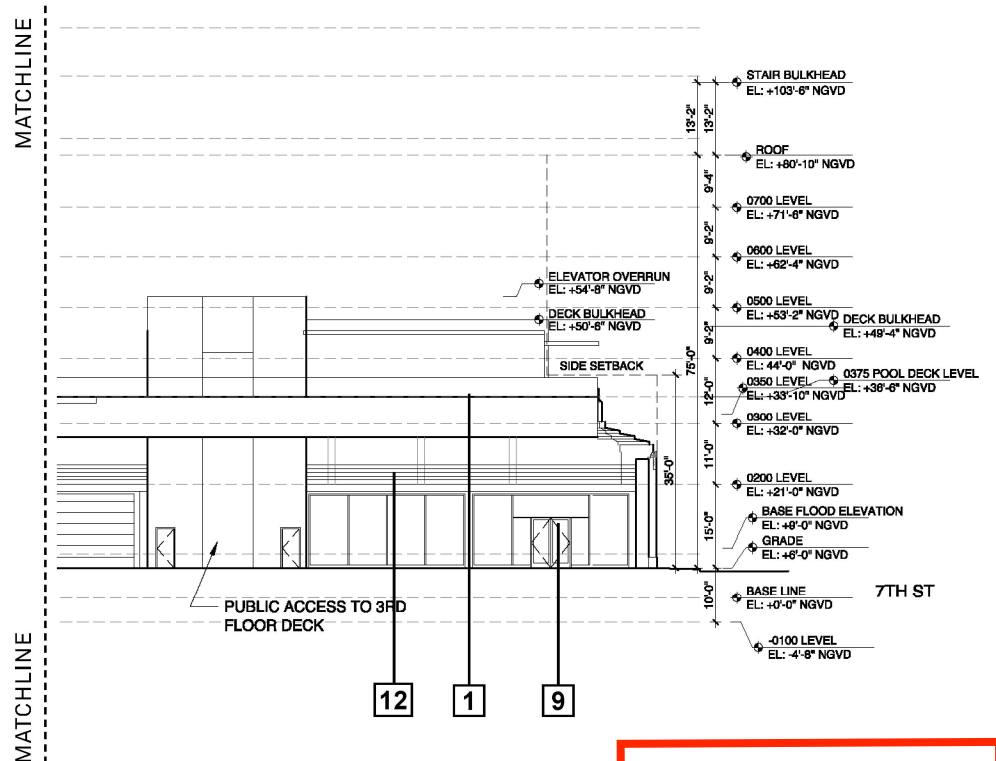 MATCHLINE
STAIR BULKHEAD
EL: +103'-6" NGVD
13'-2"
13'-2"
ROOF
EL: +80'-10" NGVD
9'-4"
0700 LEVEL
EL: +71'-6" NGVD
9'-2"
0600 LEVEL
EL: +62'-4" NGVD
9'-2"
ELEVATOR OVERRUN
EL: +54'-8" NGVD
0500 LEVEL
EL: +53'-2" NGVD
DECK BULKHEAD
EL: +50'-6" NGVD
DECK BULKHEAD
EL: +49'-4" NGVD
9'-2"
0400 LEVEL
EL: 44'-0" NGVD
SIDE SETBACK
75'-0"
0375 POOL DECK LEVEL
EL: +36'-6" NGVD
12'-0"
0350 LEVEL
EL: +33'-10" NGVD
0300 LEVEL
EL: +32'-0" NGVD
11'-0"
35'-0"
0200 LEVEL
EL: +21'-0" NGVD
15'-0"
BASE FLOOD ELEVATION
EL: +9'-0" NGVD
GRADE
EL: +6'-0" NGVD
10'-0"
BASE LINE
EL: +0'-0" NGVD
7TH ST
PUBLIC ACCESS TO 3RD
FLOOR DECK
-0100 LEVEL
EL: -4'-8" NGVD
MATCHLINE
12
1
9